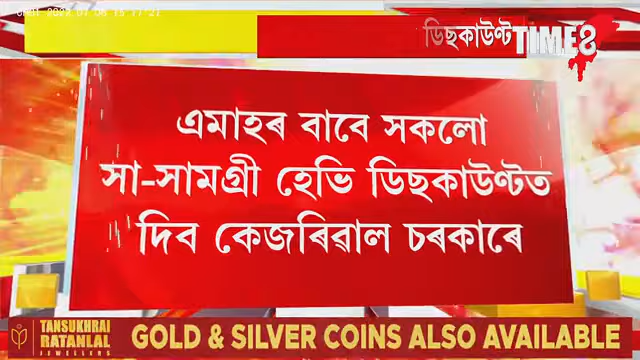 ডিছকাউণ্ট
TIME8
এমাহৰ বাবে সকলো
সা-সামগ্ৰী হেভি ডিছকাউণ্টত
দিব কেজৰিৱাল চৰকাৰে
TANSUKHRAI
RATANLAL
JEWELLERS
GOLD & SILVER COINS ALSO AVAILABLE